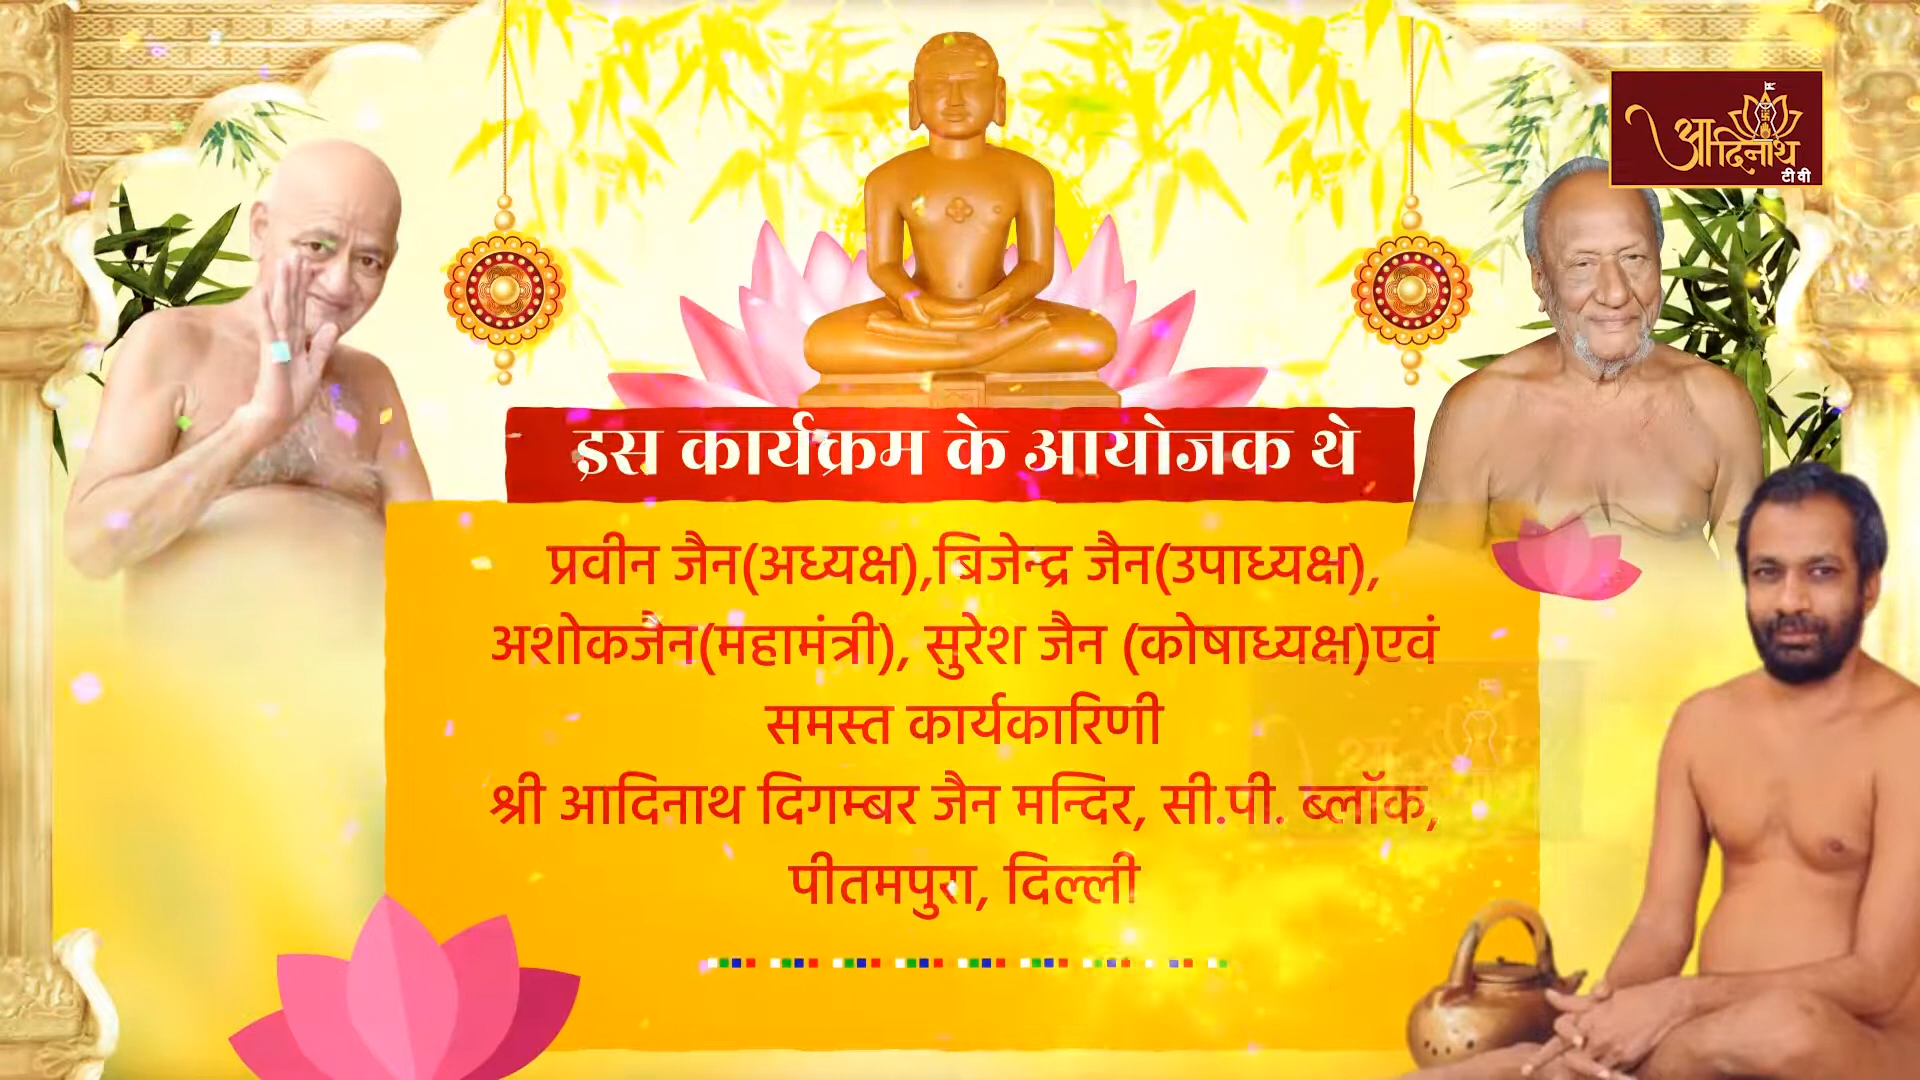 आदिनाथ
टीवी
इस कार्यक्रम के आयोजक थे
प्रवीन जैन(अध्यक्ष),बिजेन्द्र जैन(उपाध्यक्ष),
अशोकजैन(महामंत्री), सुरेश जैन (कोषाध्यक्ष)एवं
समस्त कार्यकारिणी
श्री आदिनाथ दिगम्बर जैन मन्दिर, सी.पी. ब्लॉक,
पीतमपुरा, दिल्ली